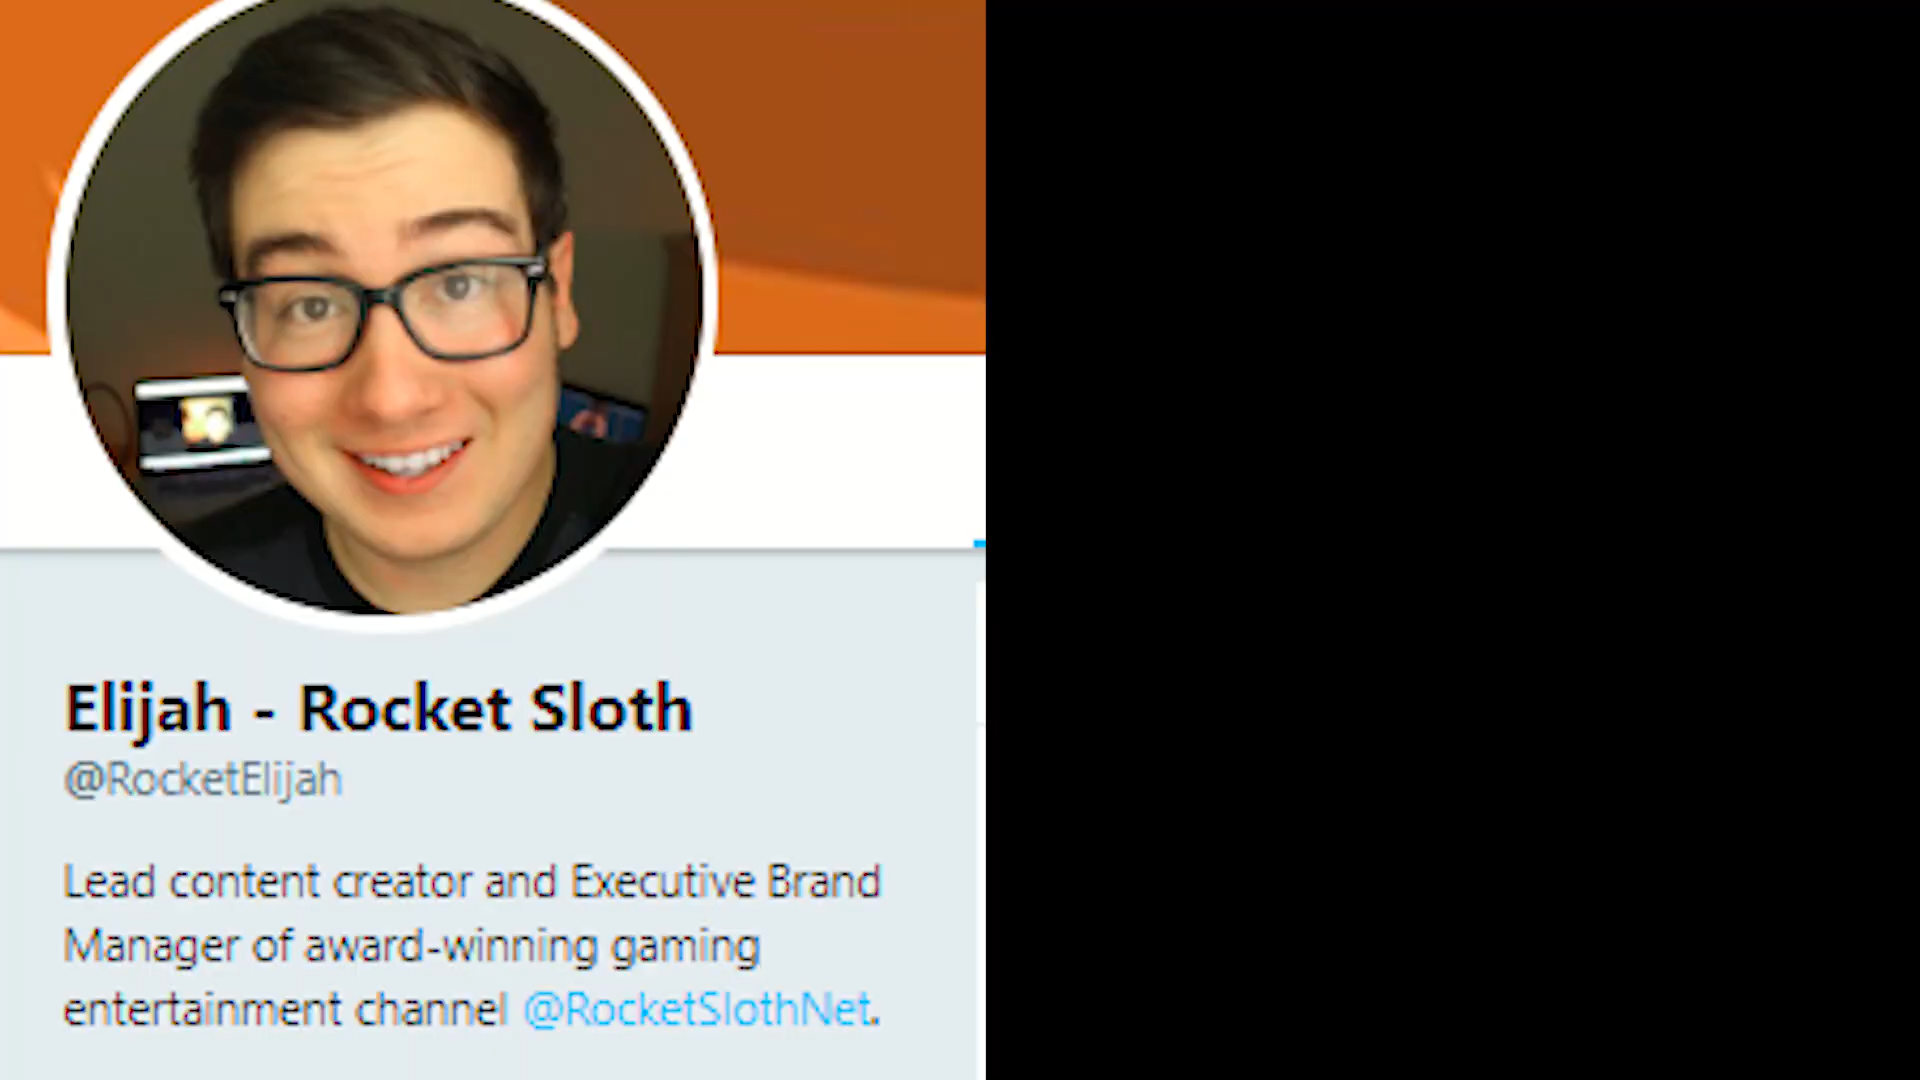 Elijah - Rocket Sloth
@RocketElijah
Lead content creator and Executive Brand
Manager of award-winning gaming
entertainment channel @RocketSlothNet.